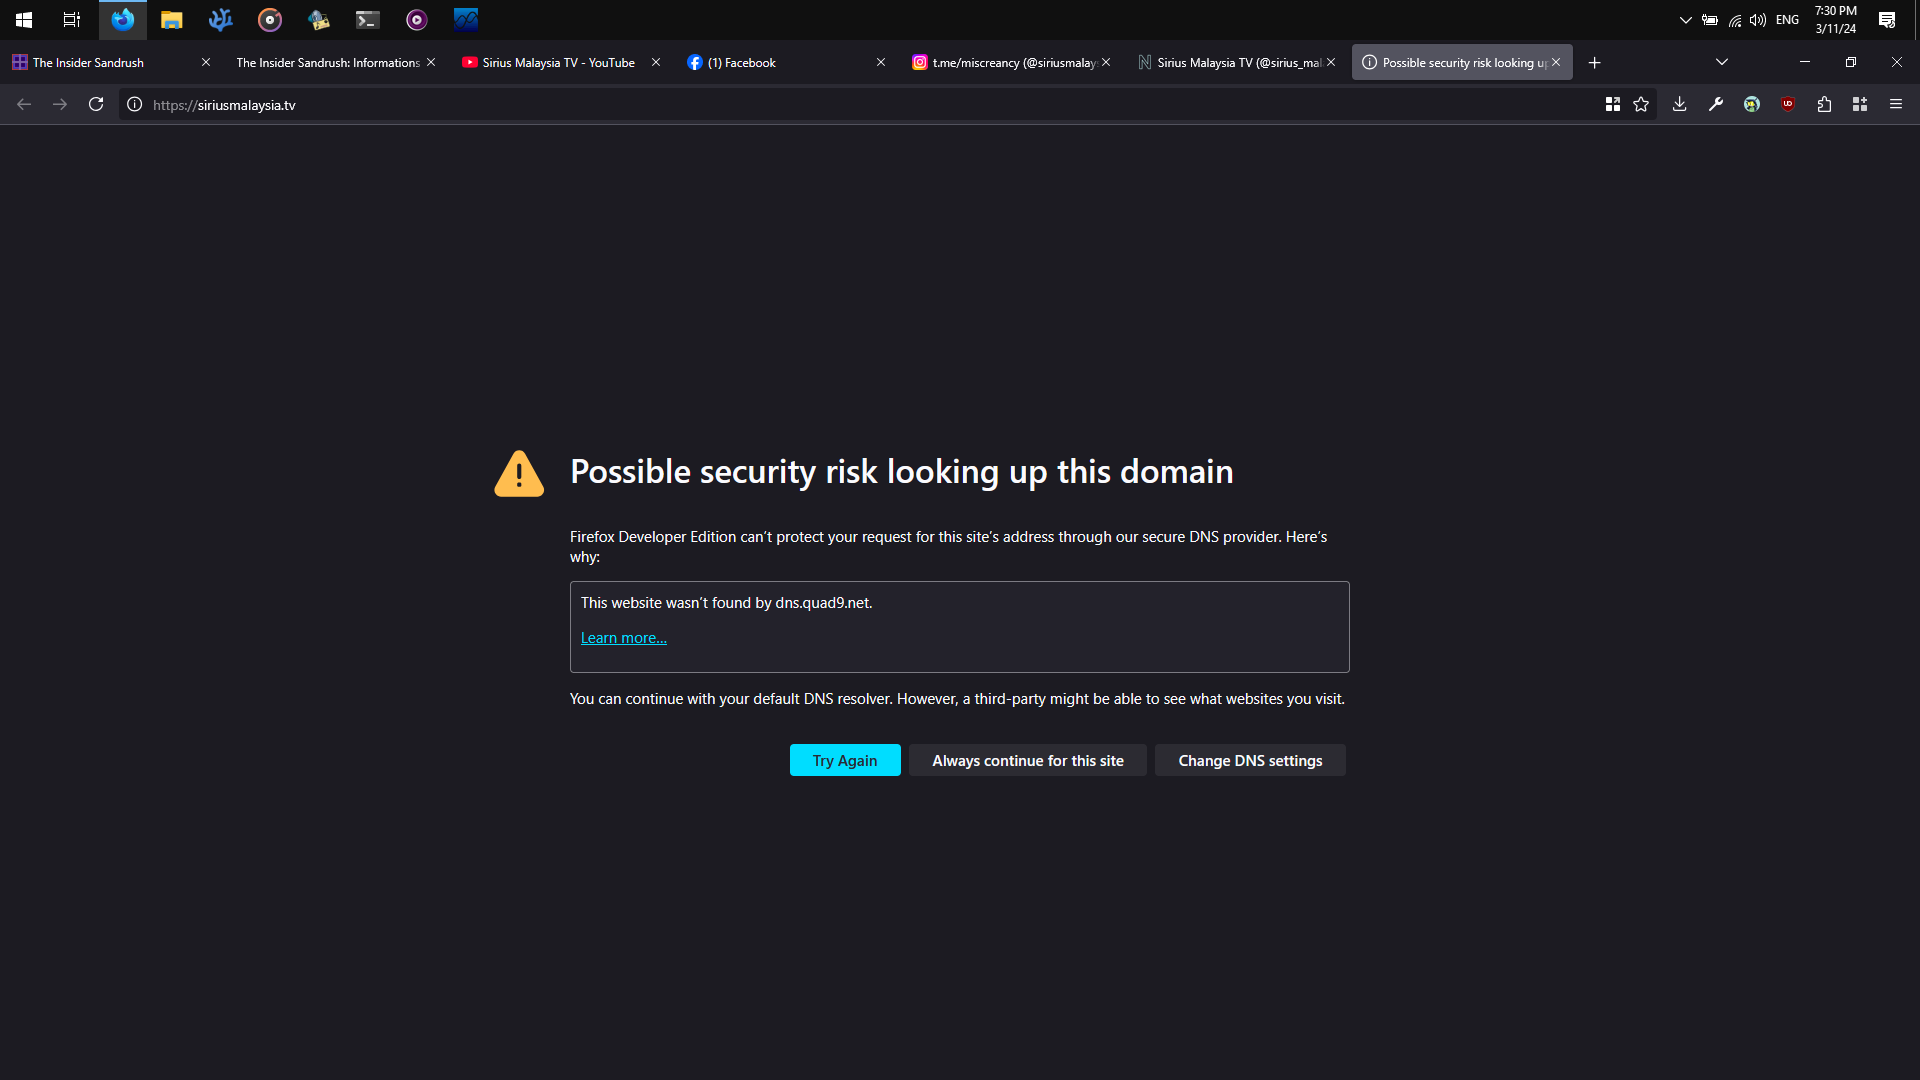 ENG
7:30 PM
3/11/24
The Insider Sandrush
The Insider Sandrush: Informations
Sirius Malaysia TV - YouTube
(1) Facebook
t.me/miscreancy (@siriusmalay
Sirius Malaysia TV (@sirius_mal
Possible security risk looking up
https://siriusmalaysia.tv
Possible security risk looking up this domain
Firefox Developer Edition can’t protect your request for this site’s address through our secure DNS provider. Here’s
why:
This website wasn’t found by dns.quad9.net.
Learn more…
You can continue with your default DNS resolver. However, a third-party might be able to see what websites you visit.
Try Again
Always continue for this site
Change DNS settings